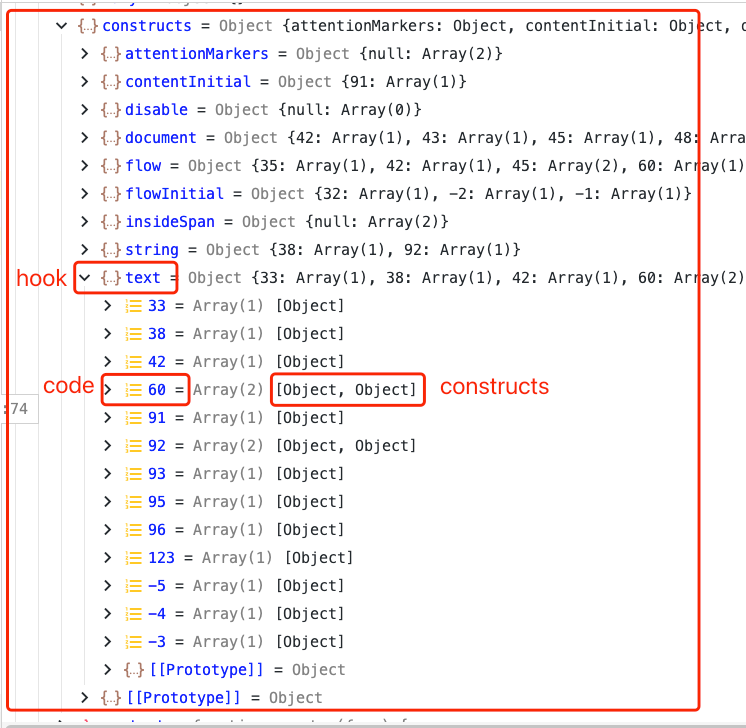 {..} constructs = Object {attentionMarkers: Object, contentInitial: Object, d
{..} attentionMarkers = Object {null: Array(2)}
{..} contentInitial = Object {91: Array(1)}
{..} disable = Object {null: Array(0)}
{..} document = Object {42: Array(1), 43: Array(1), 45: Array(1), 48: Arra
{..} flow = Object {35: Array(1), 42: Array(1), 45: Array(2), 60: Array(1)
{..} flowInitial = Object {32: Array(1), -2: Array(1), -1: Array(1)}
{..} insideSpan = Object {null: Array(2)}
{..} string = Object {38: Array(1), 92: Array(1)}
hook {..} text = Object {33: Array(1), 38: Array(1), 42: Array(1), 60: Array(2)
33 = Array(1) [Object]
38 = Array(1) [Object]
42 = Array(1) [Object]
code 60 = Array(2) [Object, Object] constructs
:74
91 = Array(1) [Object]
92 = Array(2) [Object, Object]
93 = Array(1) [Object]
95 = Array(1) [Object]
96 = Array(1) [Object]
123 = Array(1) [Object]
-5 = Array(1) [Object]
-4 = Array(1) [Object]
-3 = Array(1) [Object]
{..} [[Prototype]] = Object
{..} [[Prototype]] = Object